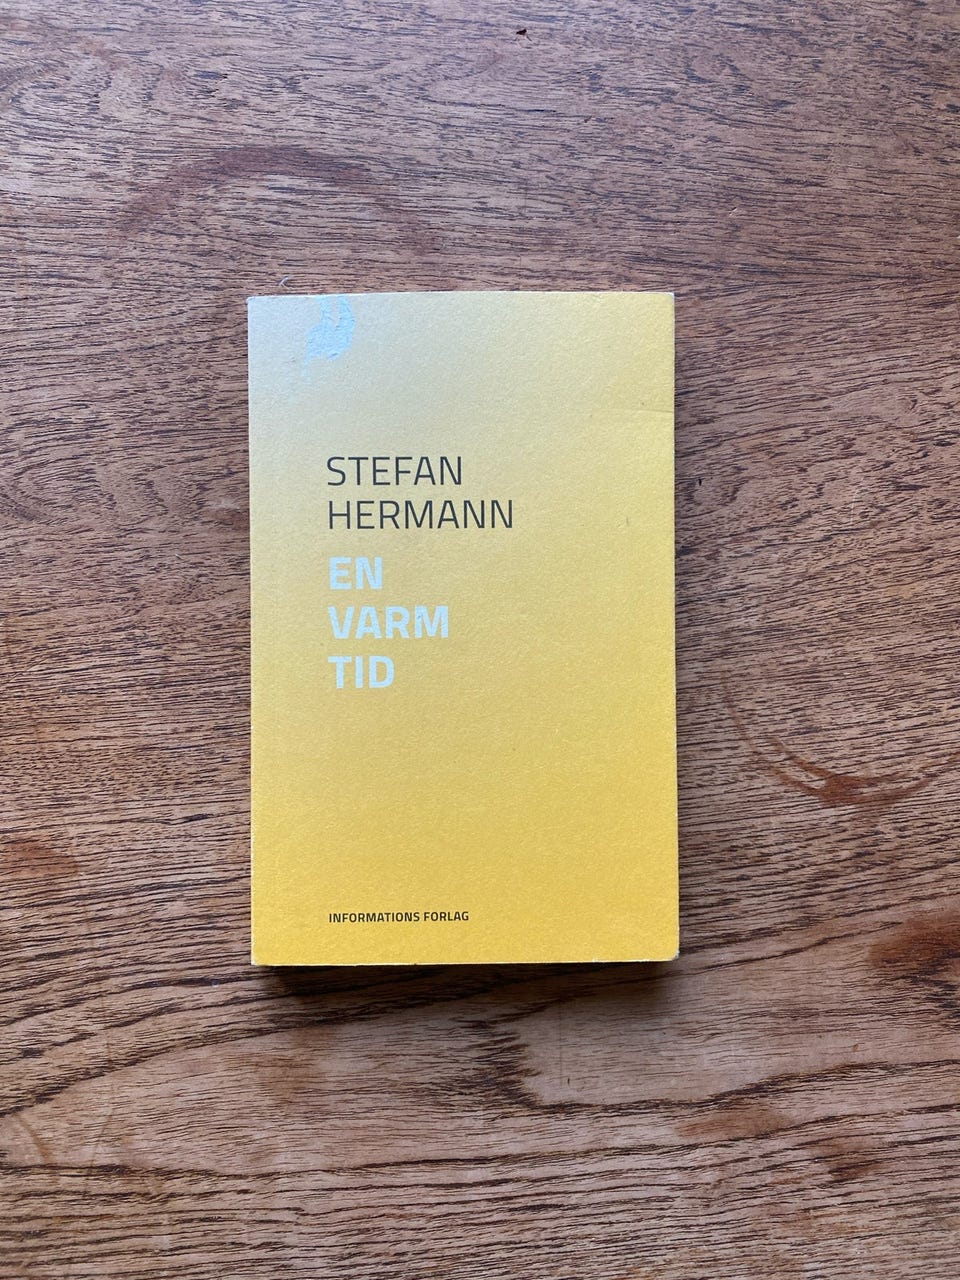 STEFAN
HERMANN
EN
VARM
TID
INFORMATIONS FORLAG